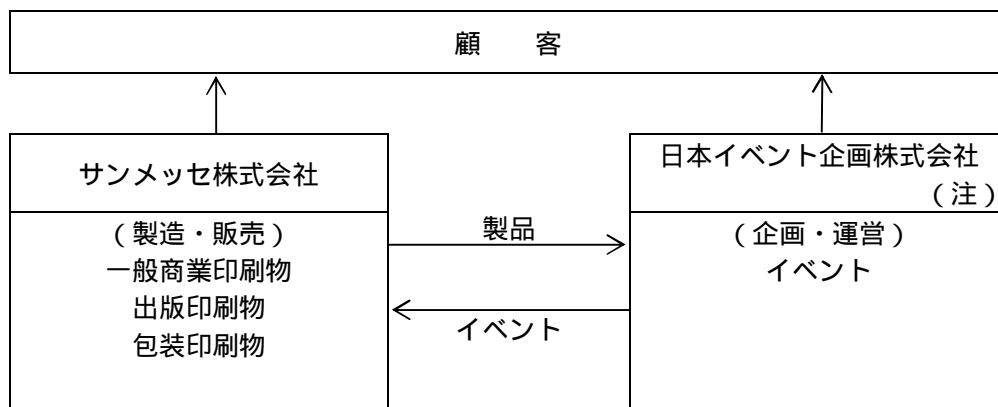 顧　　客
サンメッセ株式会社
日本イベント企画株式会社
（注）
（製造・販売）
一般商業印刷物
出版印刷物
包装印刷物
製品
イベント
（企画・運営）
イベント